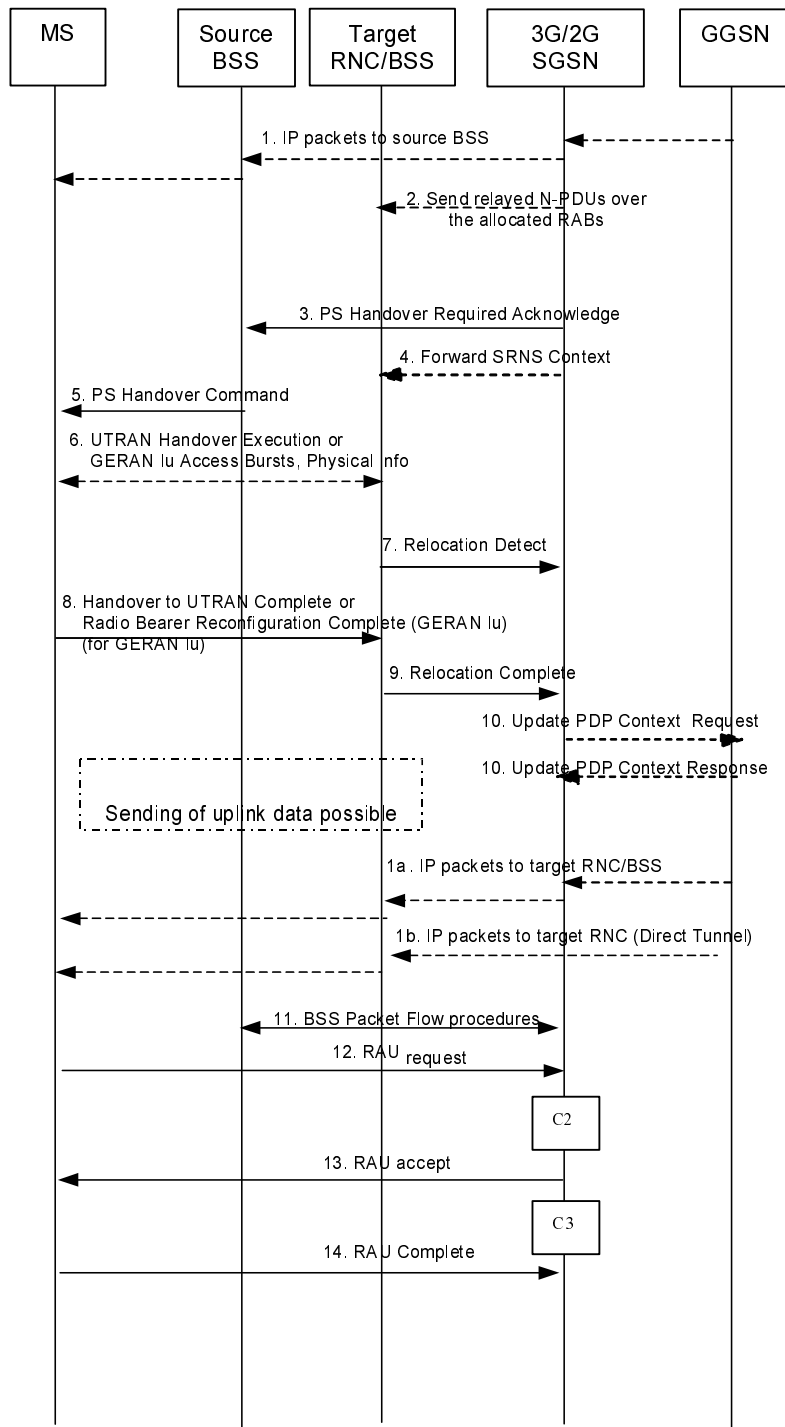 MS
Source
BSS
Target
RNC/BSS
3G/2G
SGSN
GGSN
1. IP packets to source BSS
2. Send relayed N-PDUs over
the allocated RABs
3. PS Handover Required Acknowledge
4. Forward SRNS Context
5. PS Handover Command
6. UTRAN Handover Execution or
GERAN Iu Access Bursts, Physical Info
7. Relocation Detect
8. Handover to UTRAN Complete or
Radio Bearer Reconfiguration Complete (GERAN Iu)
(for GERAN Iu)
9. Relocation Complete
10. Update PDP Context Request
10. Update PDP Context Response
Sending of uplink data possible
1a. IP packets to target RNC/BSS
1b. IP packets to target RNC (Direct Tunnel)
11. BSS Packet Flow procedures
12. RAU request
C2
13. RAU accept
C3
14. RAU Complete